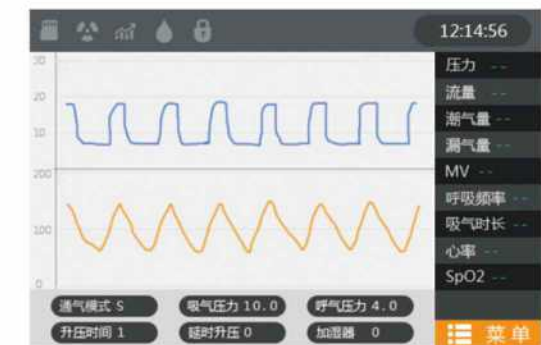 12:14:56
30
20
10
200
100
0
压力 --
流量 --
潮气量 --
漏气量 --
MV --
呼吸频率 --
吸气时长 --
心率 --
SpO2 --
通气模式 S
吸气压力 10.0
呼气压力 4.0
升压时间 1
延时升压 0
加湿器 0
菜单